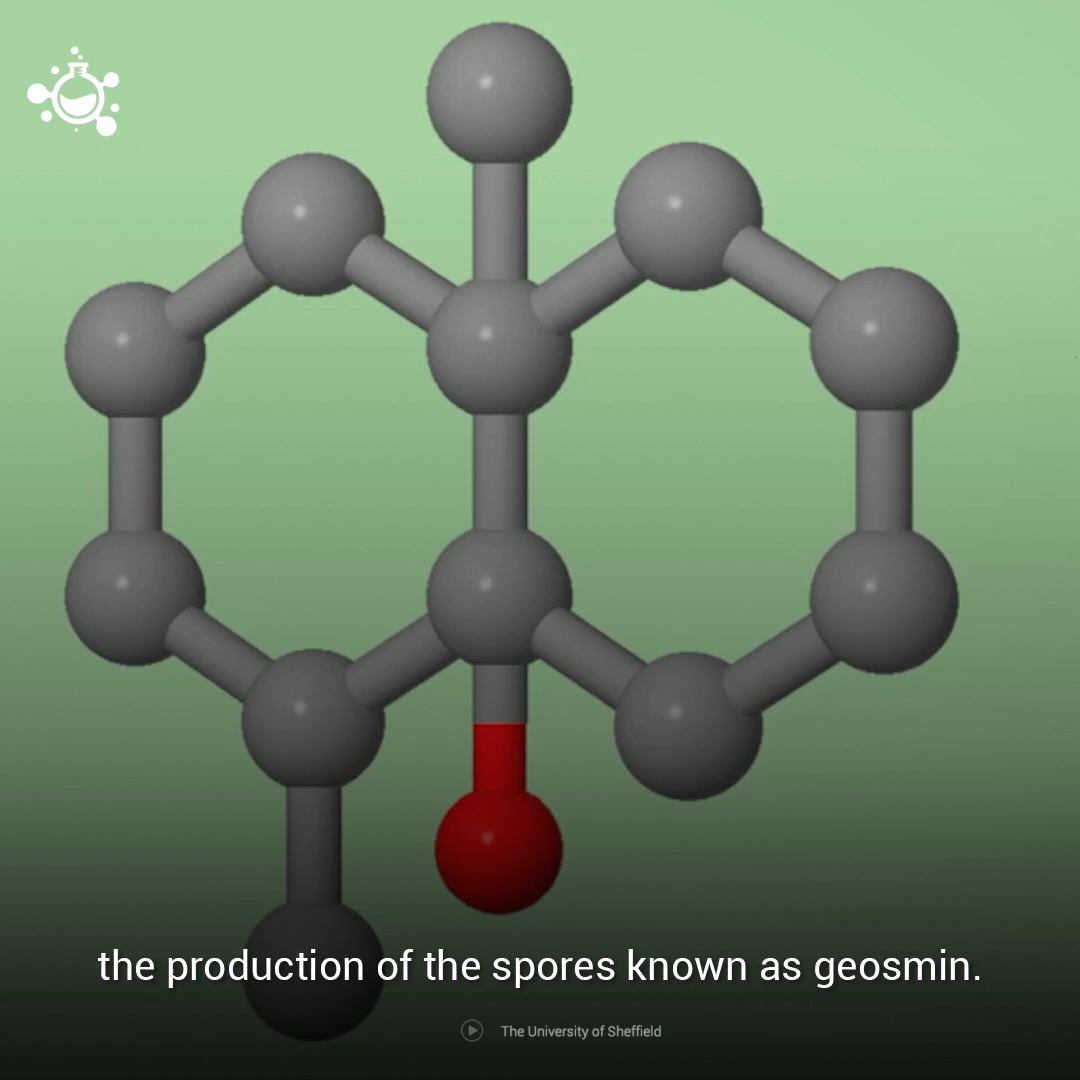 the production of the spores known as geosmin.
The University of Sheffield